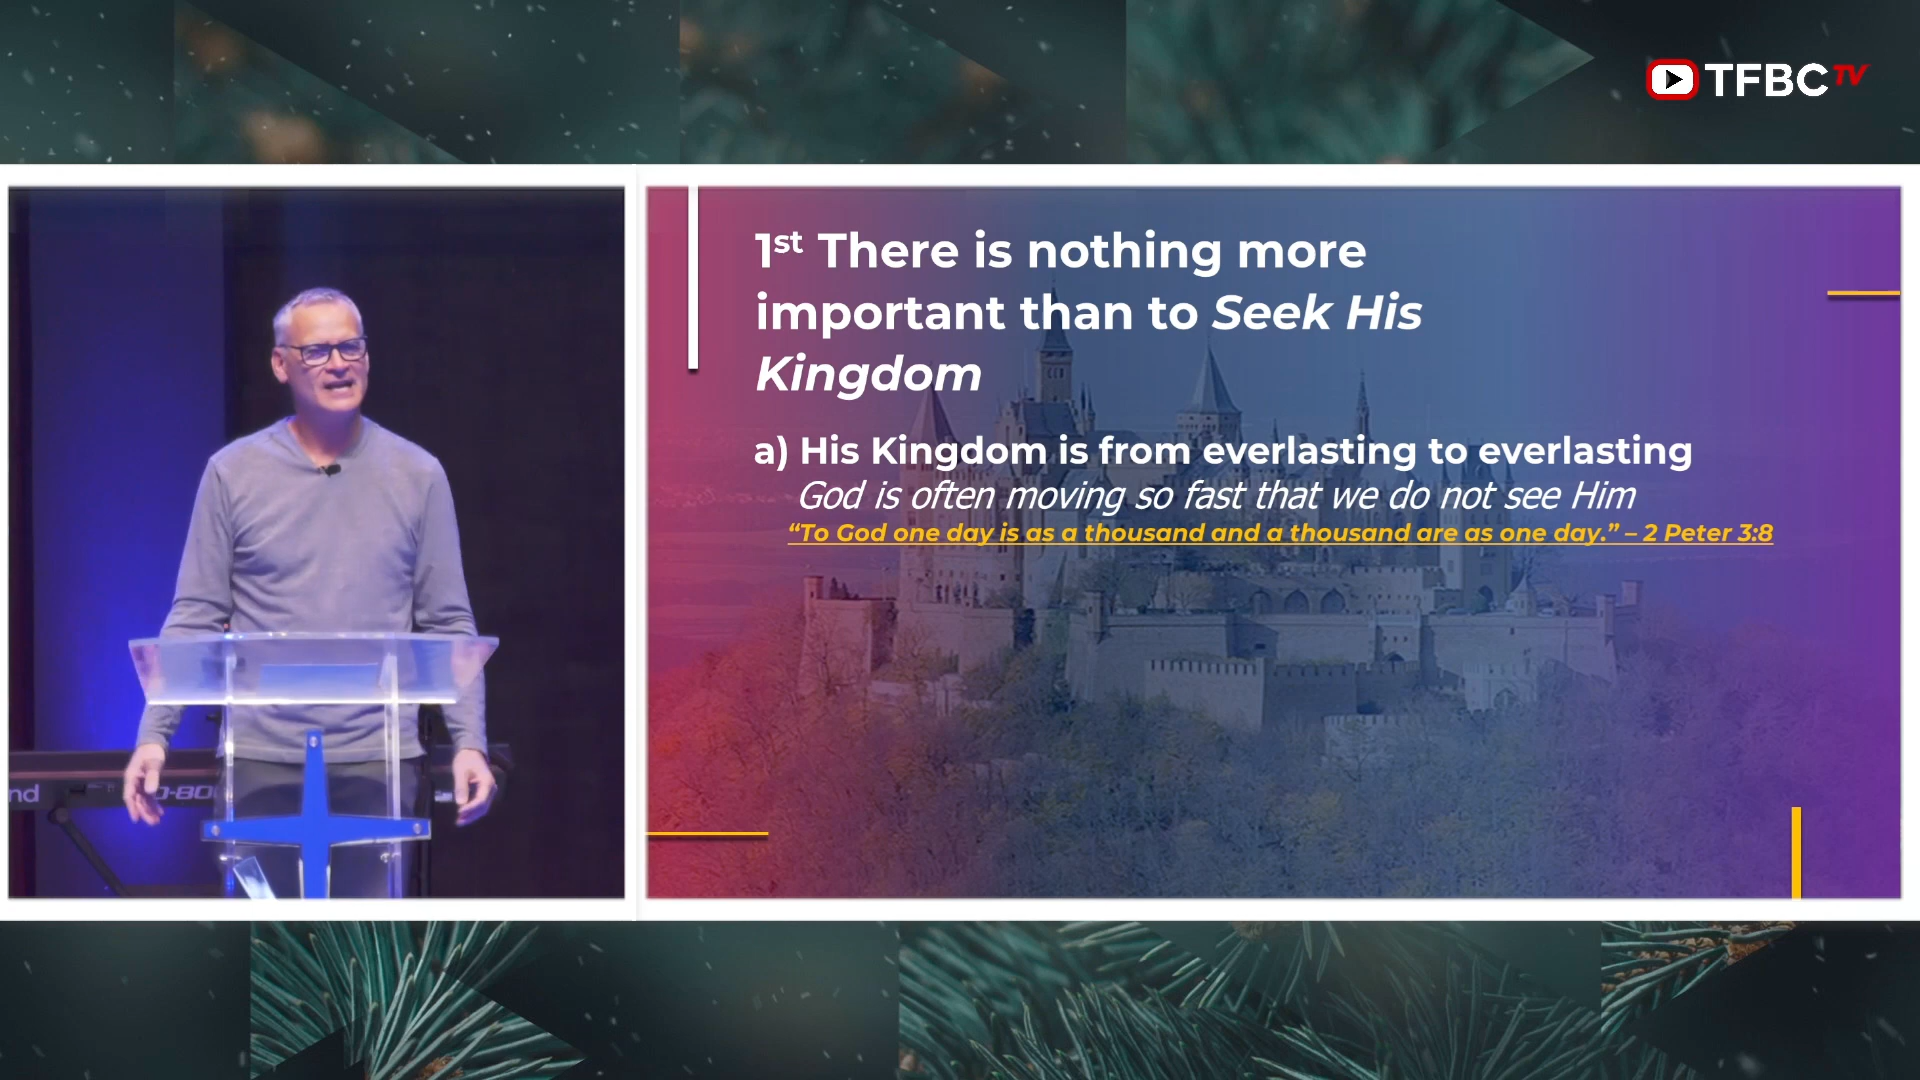 TFBC TV
1st There is nothing more
important than to Seek His
Kingdom
a) His Kingdom is from everlasting to everlasting
God is often moving so fast that we do not see Him
“To God one day is as a thousand and a thousand are as one day.” – 2 Peter 3:8
nd
-80